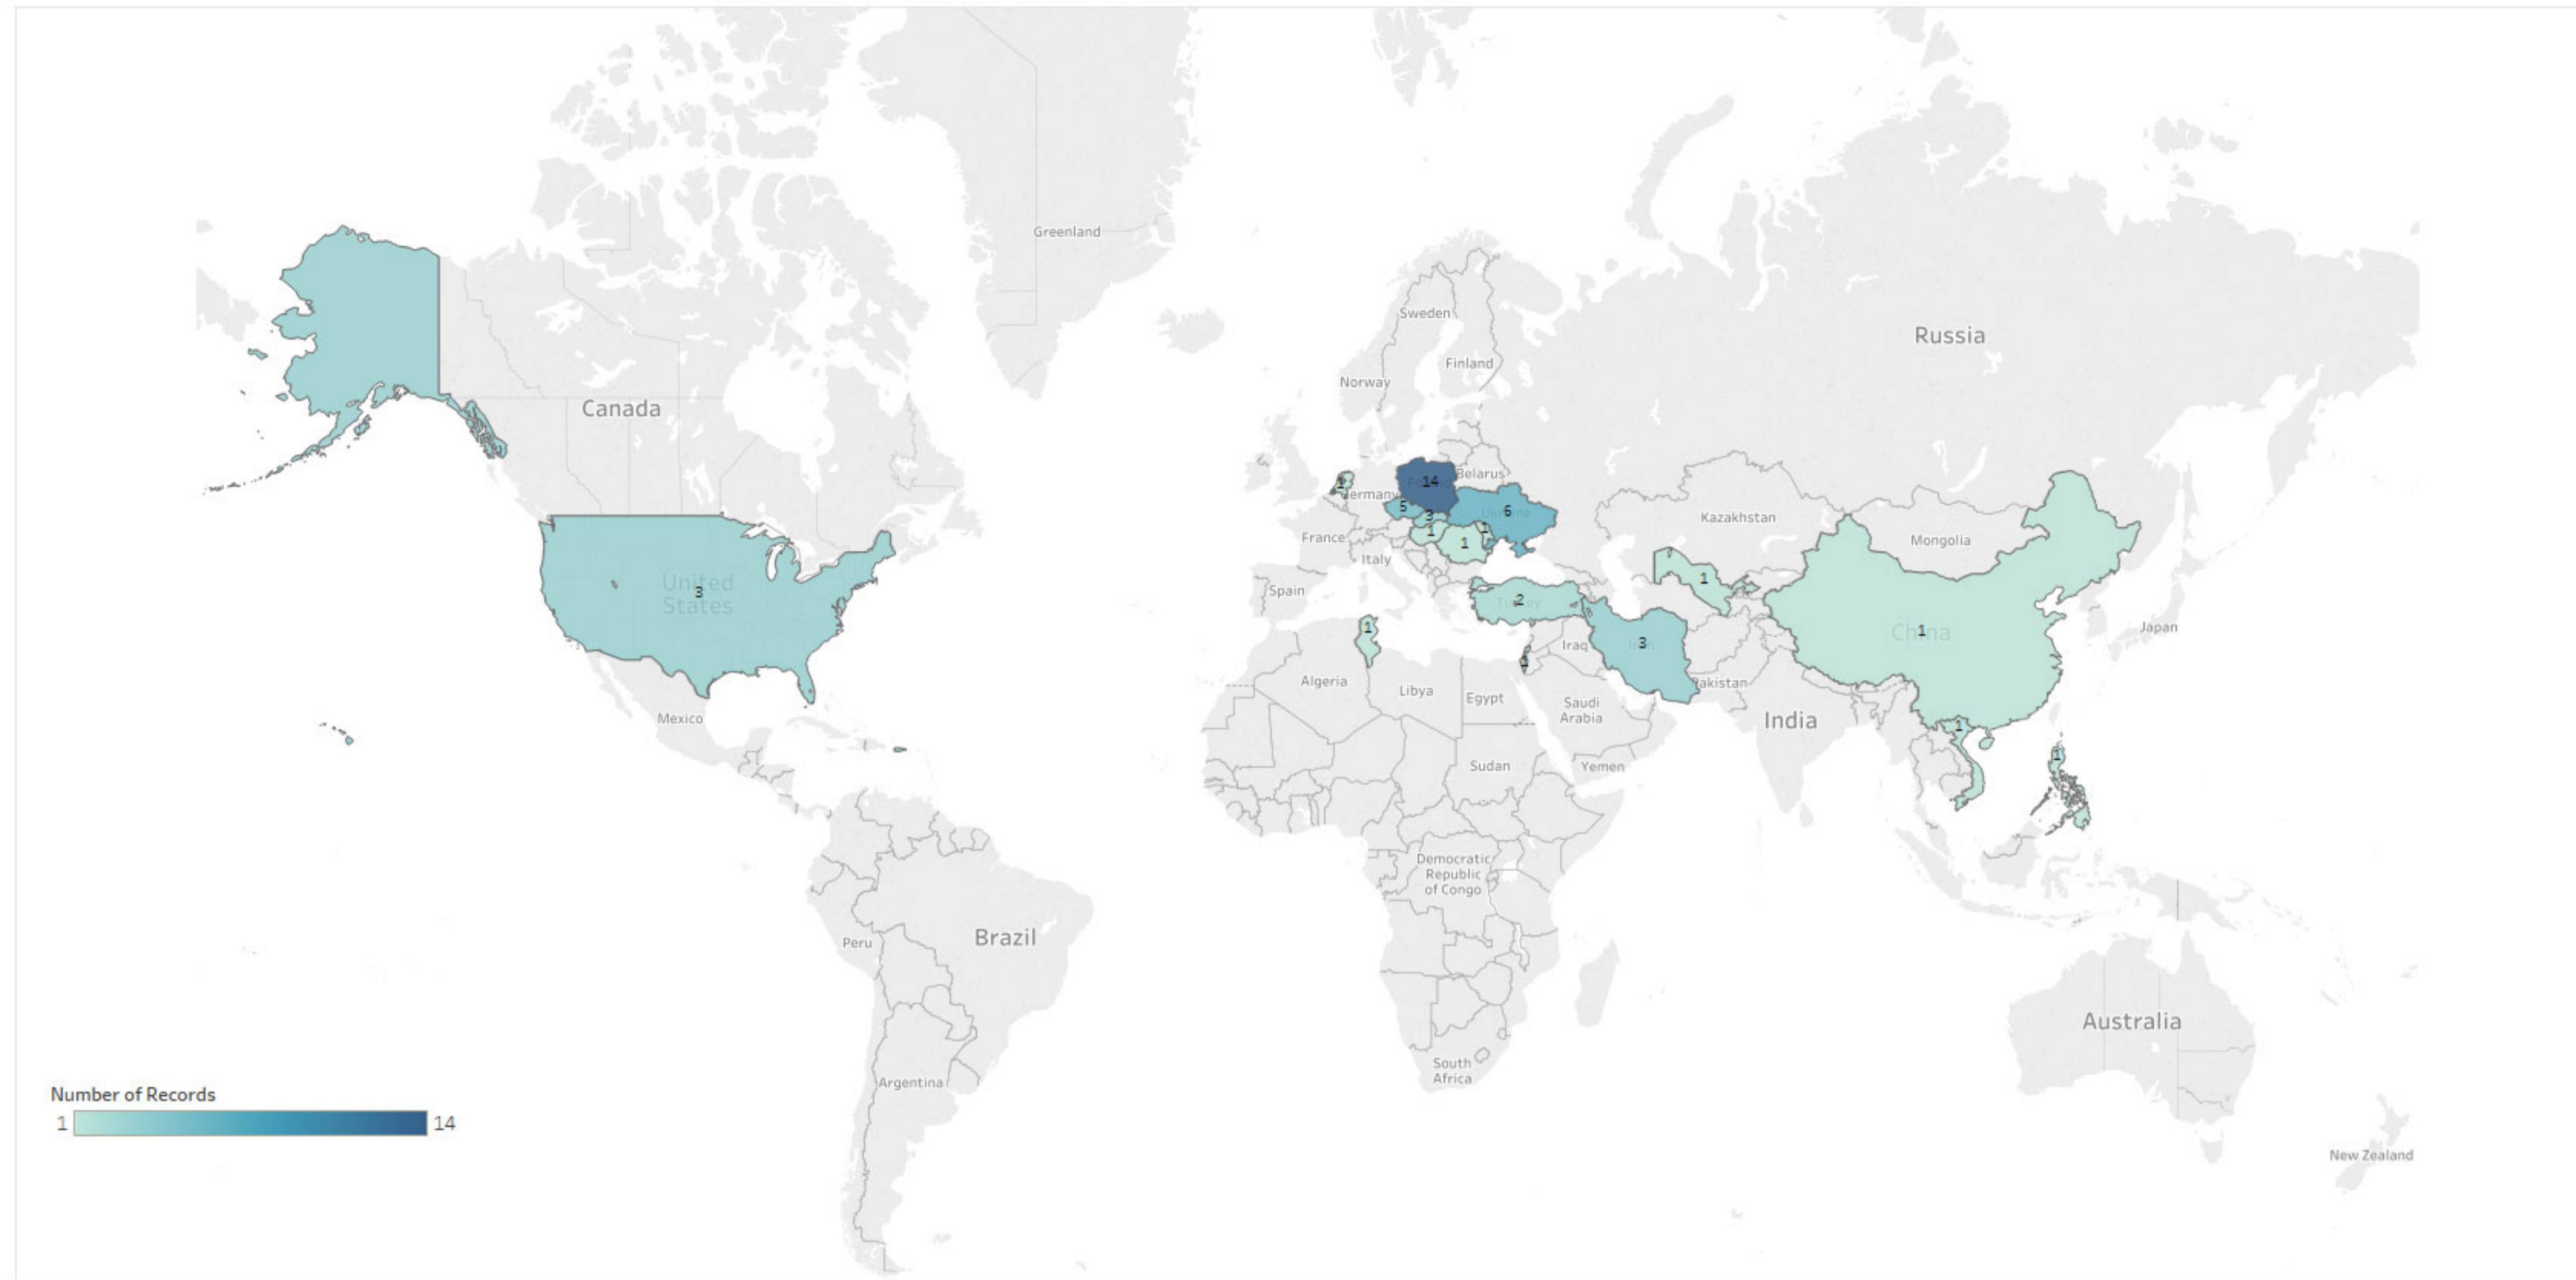 Greenland
Sweden
Russia
Finland
Norway
Canada
Belarus
14
1
Germany
5
6
3
Kazakhstan
1
1
1
France
Mongolia
Italy
1
United
States
3
Spain
2
1
China
1
Japan
3
Iraq
Algeria
Pakistan
Libya
Egypt
Saudi
Arabia
Mexico
India
1
1
Sudan
Yemen
Democratic
Republic
of Congo
Brazil
Peru
Australia
South
Africa
Argentina
Number of Records
1
14
New Zealand